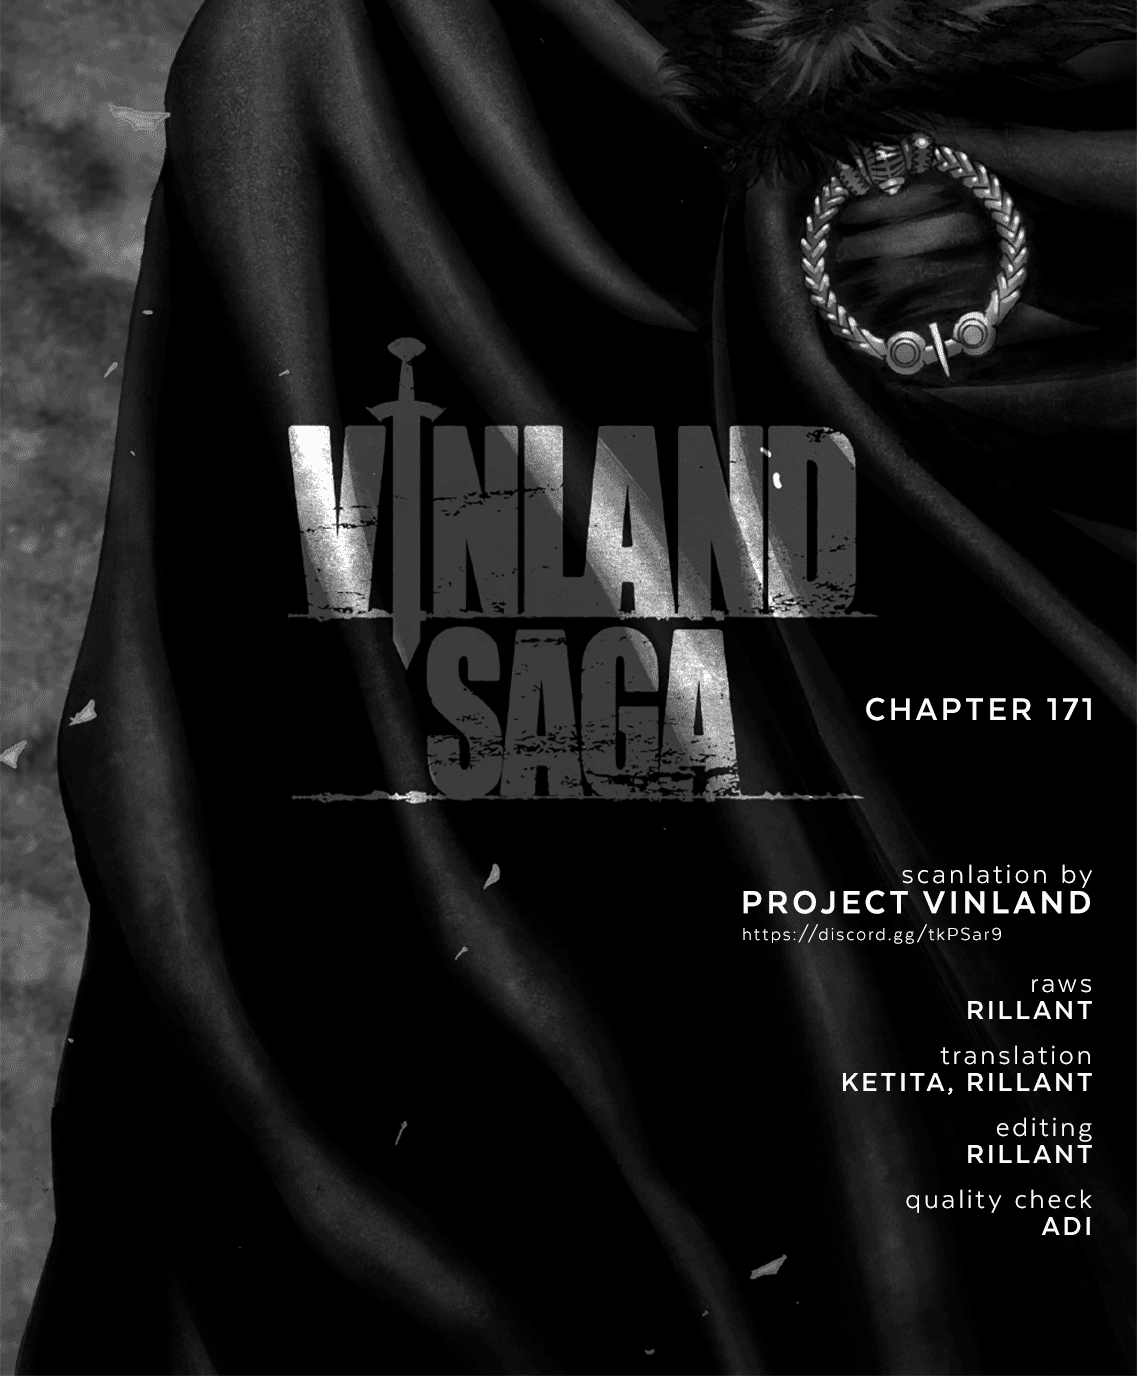 VINLAND
SAGA
CHAPTER 171
scanlation by
PROJECT VINLAND
https://discord.gg/tkPSar9
raws
RILLANT
translation
KETITA, RILLANT
editing
RILLANT
quality check
ADI